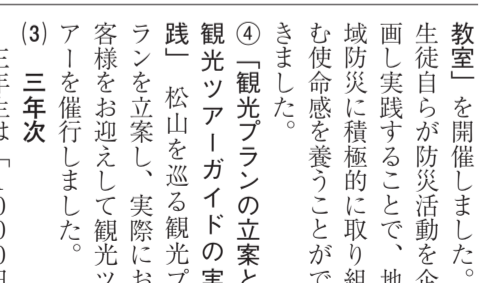 教室」を開催しました。
生徒自らが防災活動を企
画し実践することで、地
域防災に積極的に取り組
む使命感を養うことがで
きました。
④「観光プランの立案と
観光ツアーガイドの実
践」 松山を巡る観光プ
ランを立案し、実際にお
客様をお迎えして観光ツ
アーを催行しました。
(3) 三年次
三年生は「